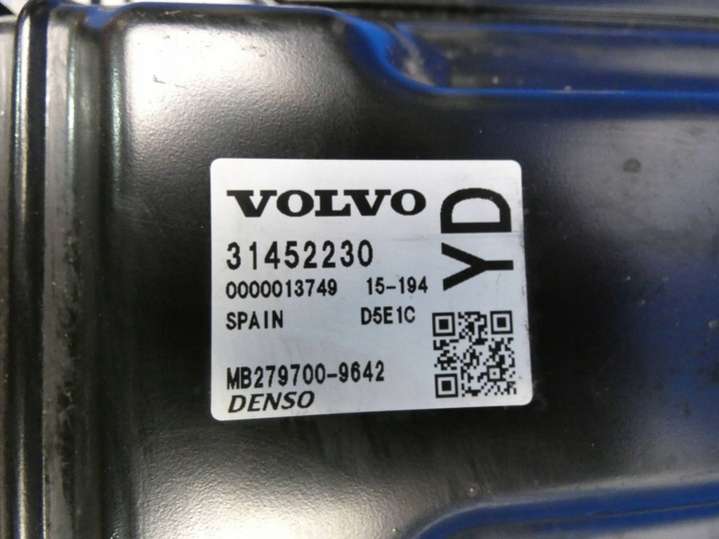 VOLVO
YD
31452230
0000013749 15-194
SPAIN D5E1C
MB279700-9642
DENSO